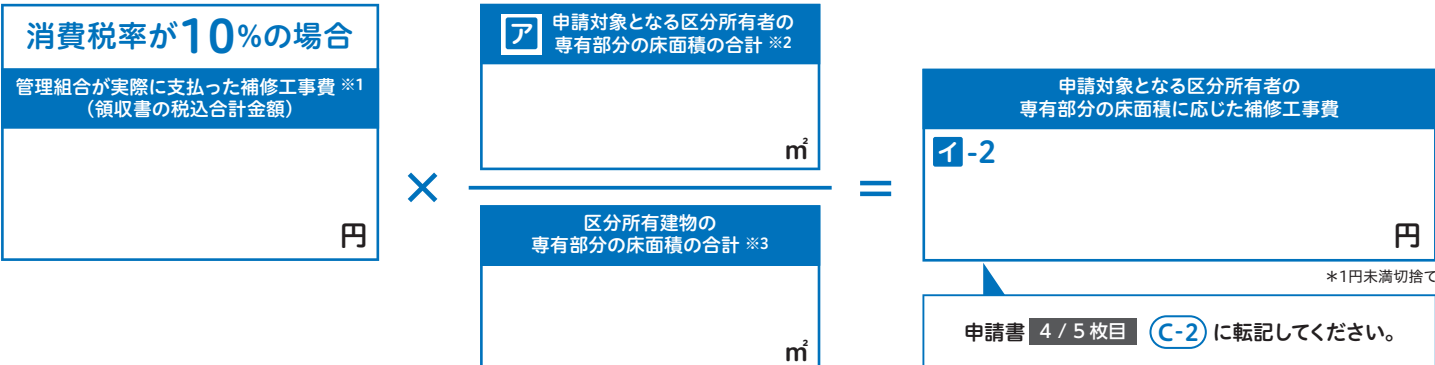 消費税率が10%の場合
管理組合が実際に支払った補修工事費 ※1
(領収書の税込合計金額)
円
×
ア 申請対象となる区分所有者の
専有部分の床面積の合計 ※2
㎡
区分所有建物の
専有部分の床面積の合計 ※3
㎡
=
申請対象となる区分所有者の
専有部分の床面積に応じた補修工事費
イ-2
円
*1円未満切捨て
申請書 4 / 5 枚目 C-2 に転記してください。